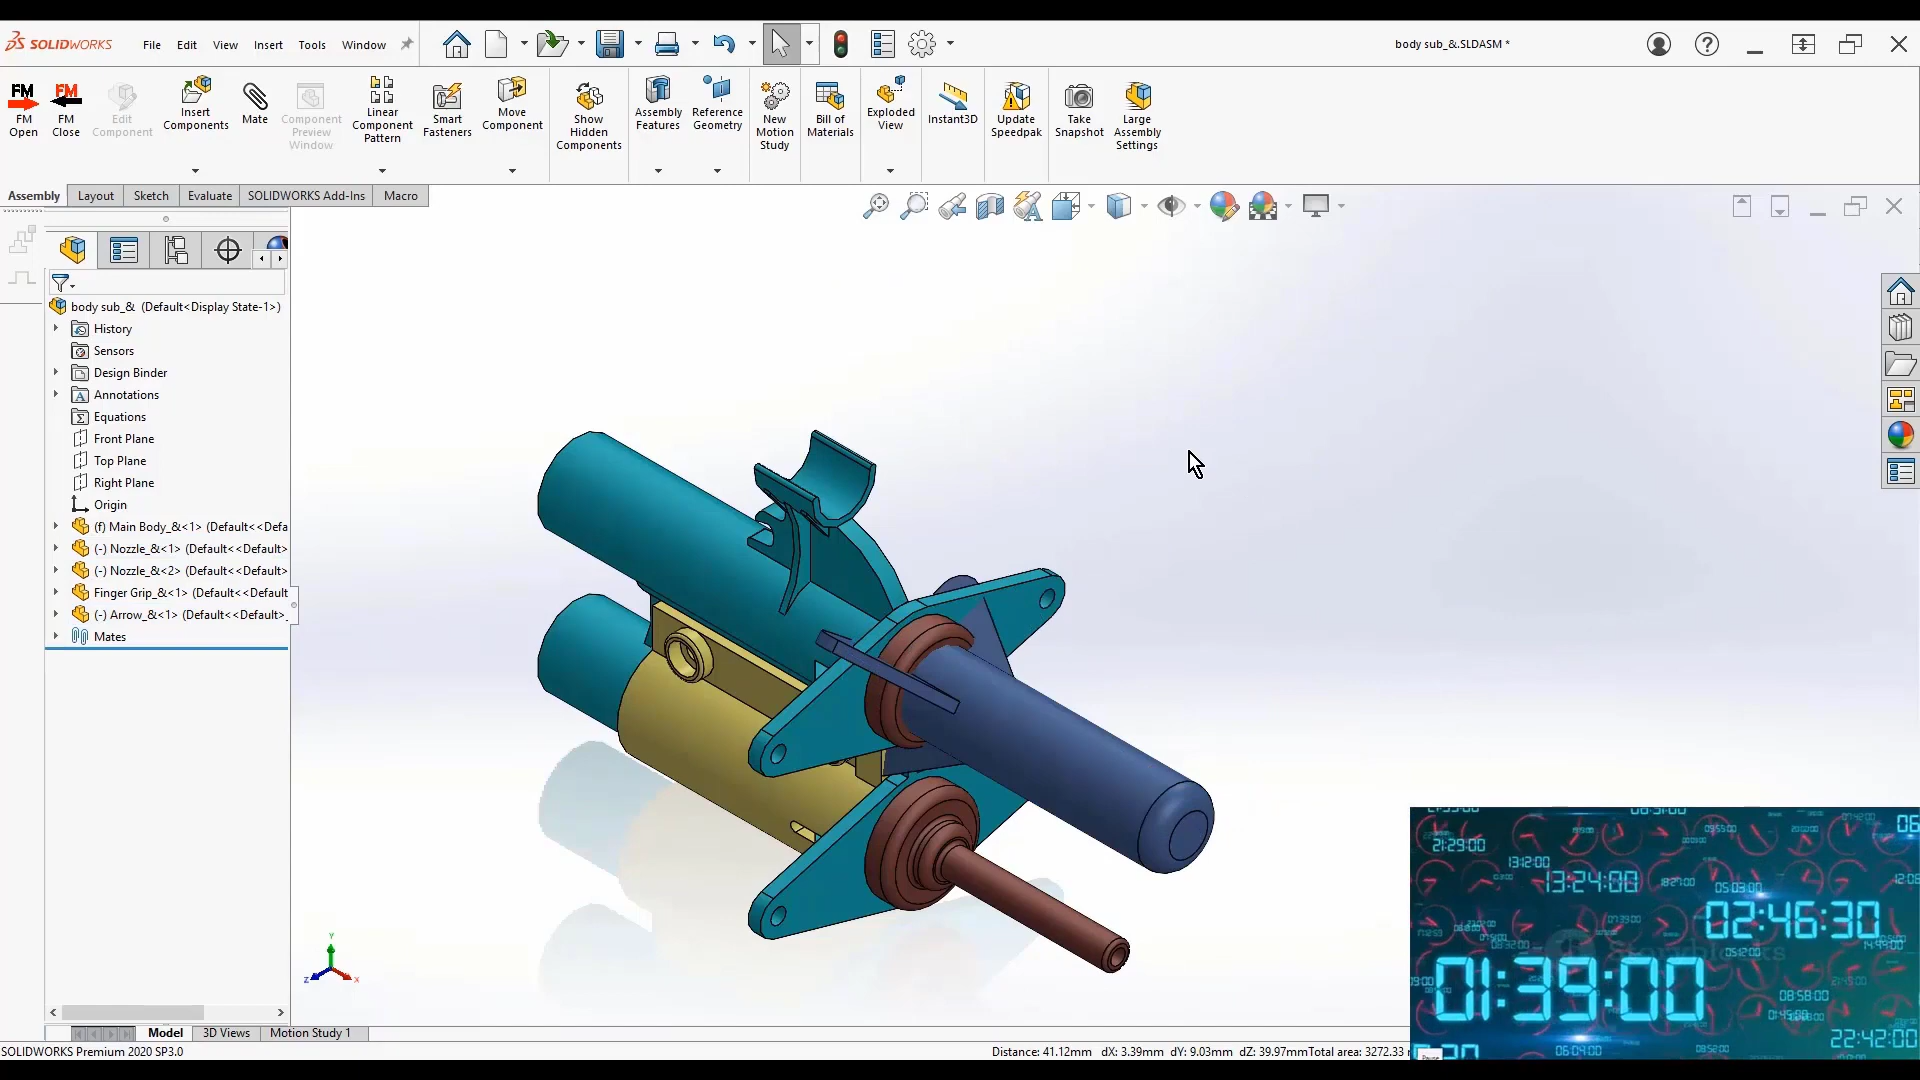 SOLIDWORKS
File Edit View Insert Tools Window
body sub_&.SLDASM *
FM Open
FM Close
Edit Component
Insert Components
Mate
Component Preview Window
Linear Component Pattern
Smart Fasteners
Move Component
Show Hidden Components
Assembly Features
Reference Geometry
New Motion Study
Bill of Materials
Exploded View
Instant3D
Update Speedpak
Take Snapshot
Large Assembly Settings
Assembly Layout Sketch Evaluate SOLIDWORKS Add-Ins Macro
body sub_& (Default<Display State-1>)
History
Sensors
Design Binder
Annotations
Equations
Front Plane
Top Plane
Right Plane
Origin
(f) Main Body_&<1> (Default<<Defa
(-) Nozzle_&<1> (Default<<Default>
(-) Nozzle_&<2> (Default<<Default>
Finger Grip_&<1> (Default<<Default
(-) Arrow_&<1> (Default<<Default>
Mates
Y
Z
X
21:29:00
13:12:00
13:24:00
05:03:00
02:46:30
01:39:00
08:58:00
22:42:00
06:04:00
Model 3D Views Motion Study 1
SOLIDWORKS Premium 2020 SP3.0
Distance: 41.12mm dX: 3.39mm dY: 9.03mm dZ: 39.97mmTotal area: 3272.33